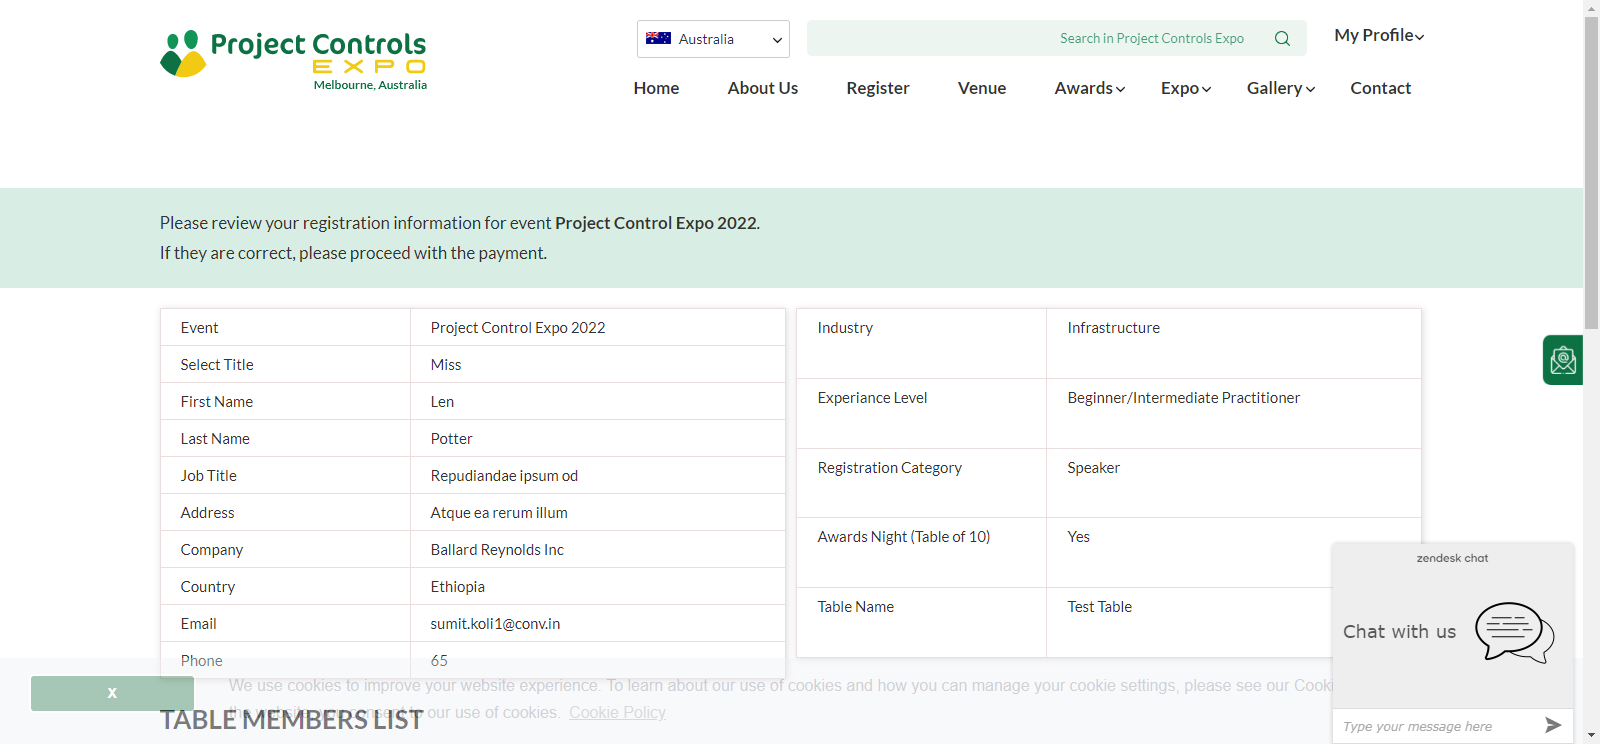 Project Controls
EXPO
Melbourne, Australia
Australia
Search in Project Controls Expo
My Profile
Home
About Us
Register
Venue
Awards
Expo
Gallery
Contact
Please review your registration information for event Project Control Expo 2022.
If they are correct, please proceed with the payment.
Event Project Control Expo 2022
Select Title Miss
First Name Len
Last Name Potter
Job Title Repudiandae ipsum od
Address Atque ea rerum illum
Company Ballard Reynolds Inc
Country Ethiopia
Email sumit.koli1@conv.in
Phone 65
Industry Infrastructure
Experiance Level Beginner/Intermediate Practitioner
Registration Category Speaker
Awards Night (Table of 10) Yes
Table Name Test Table
zendesk chat
Chat with us
Type your message here
X
We use cookies to improve your website experience. To learn about our use of cookies and how you can manage your cookie settings, please see our Cooki
the website, you consent to our use of cookies. Cookie Policy
TABLE MEMBERS LIST